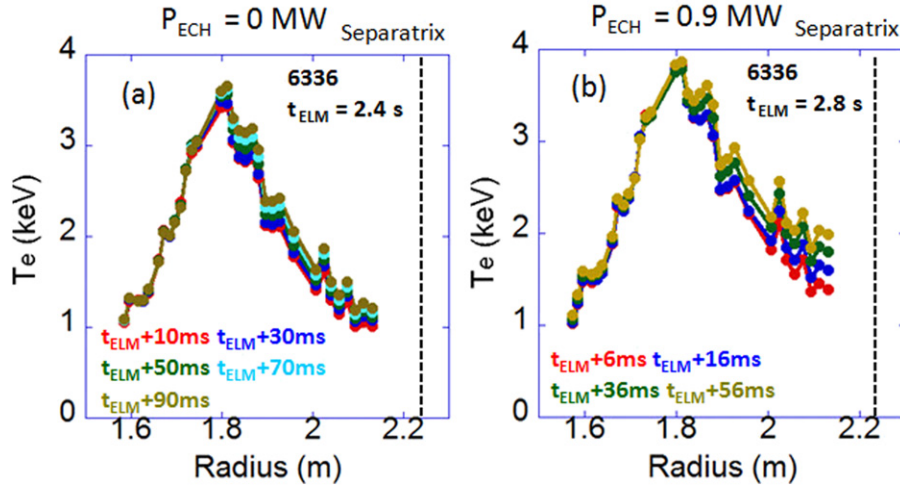 P_ECH = 0 MW
Separatrix
(a)
6336
t_ELM = 2.4 s
4
3
2
1
0
Te (keV)
t_ELM+10ms t_ELM+30ms
t_ELM+50ms t_ELM+70ms
t_ELM+90ms
1.6 1.8 2 2.2
Radius (m)
P_ECH = 0.9 MW
Separatrix
(b)
6336
t_ELM = 2.8 s
4
3
2
1
0
Te (keV)
t_ELM+6ms t_ELM+16ms
t_ELM+36ms t_ELM+56ms
1.6 1.8 2 2.2
Radius (m)